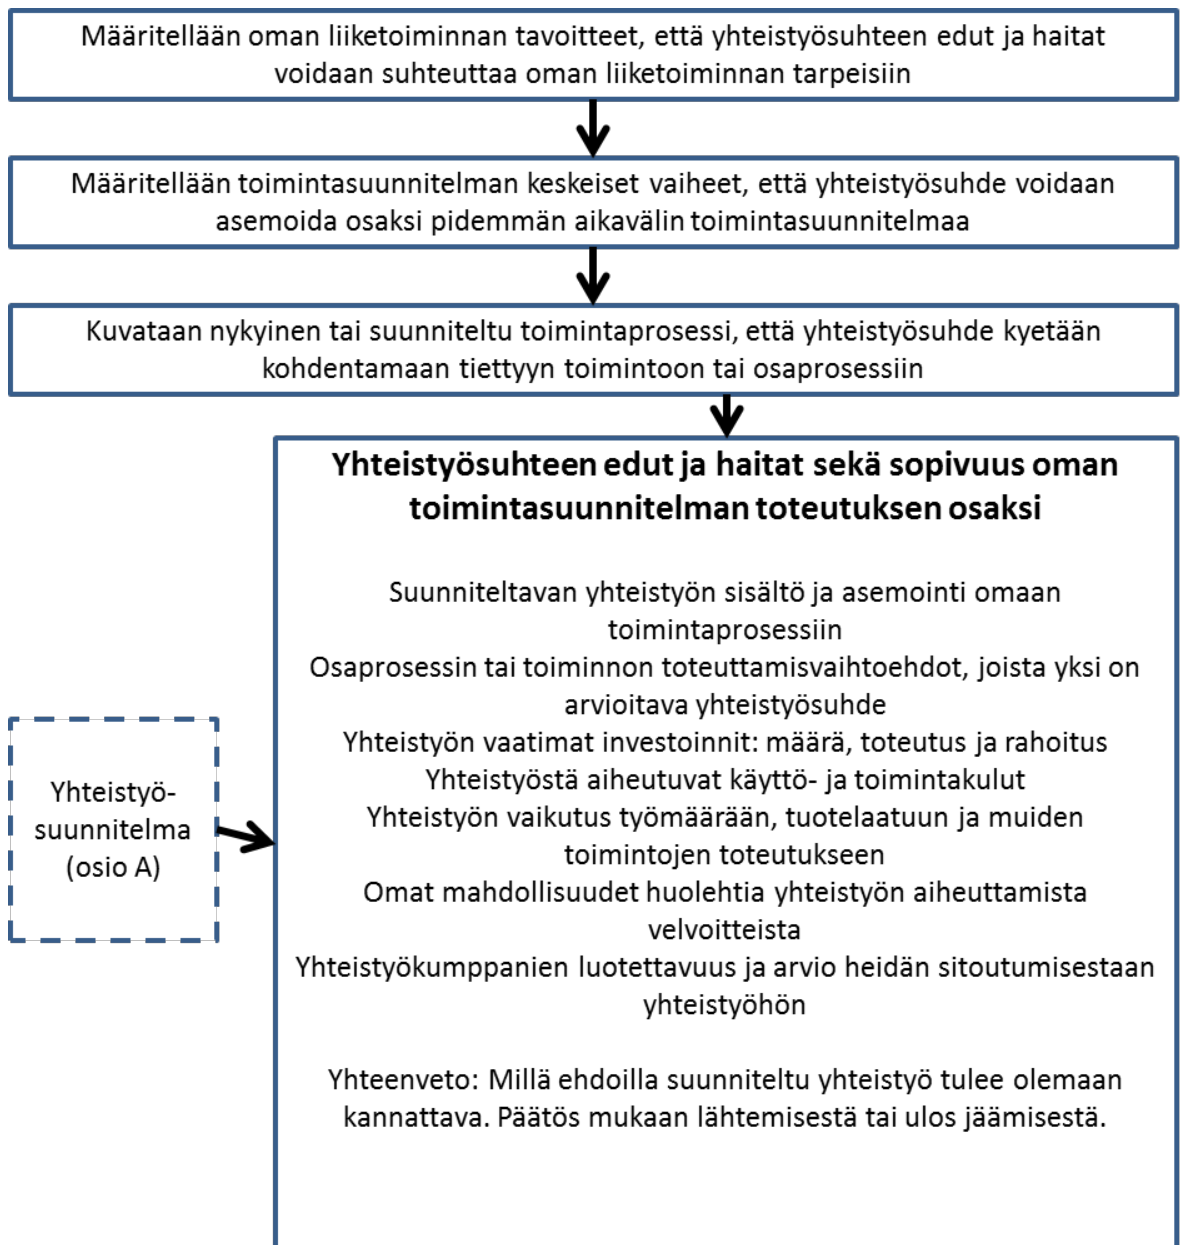 Määritellään oman liiketoiminnan tavoitteet, että yhteistyösuhteen edut ja haitat
voidaan suhteuttaa oman liiketoiminnan tarpeisiin
Määritellään toimintasuunnitelman keskeiset vaiheet, että yhteistyösuhde voidaan
asemoida osaksi pidemmän aikavälin toimintasuunnitelmaa
Kuvataan nykyinen tai suunniteltu toimintaprosessi, että yhteistyösuhde kyetään
kohdentamaan tiettyyn toimintoon tai osaprosessiin
Yhteistyö-
suunnitelma
(osio A)
Yhteistyösuhteen edut ja haitat sekä sopivuus oman
toimintasuunnitelman toteutuksen osaksi
Suunniteltavan yhteistyön sisältö ja asemointi omaan
toimintaprosessiin
Osaprosessin tai toiminnon toteuttamisvaihtoehdot, joista yksi on
arvioitava yhteistyösuhde
Yhteistyön vaatimat investoinnit: määrä, toteutus ja rahoitus
Yhteistyöstä aiheutuvat käyttö- ja toimintakulut
Yhteistyön vaikutus työmäärään, tuotelaatuun ja muiden
toimintojen toteutukseen
Omat mahdollisuudet huolehtia yhteistyön aiheuttamista
velvoitteista
Yhteistyökumppanien luotettavuus ja arvio heidän sitoutumisestaan
yhteistyöhön
Yhteenveto: Millä ehdoilla suunniteltu yhteistyö tulee olemaan
kannattava. Päätös mukaan lähtemisestä tai ulos jäämisestä.